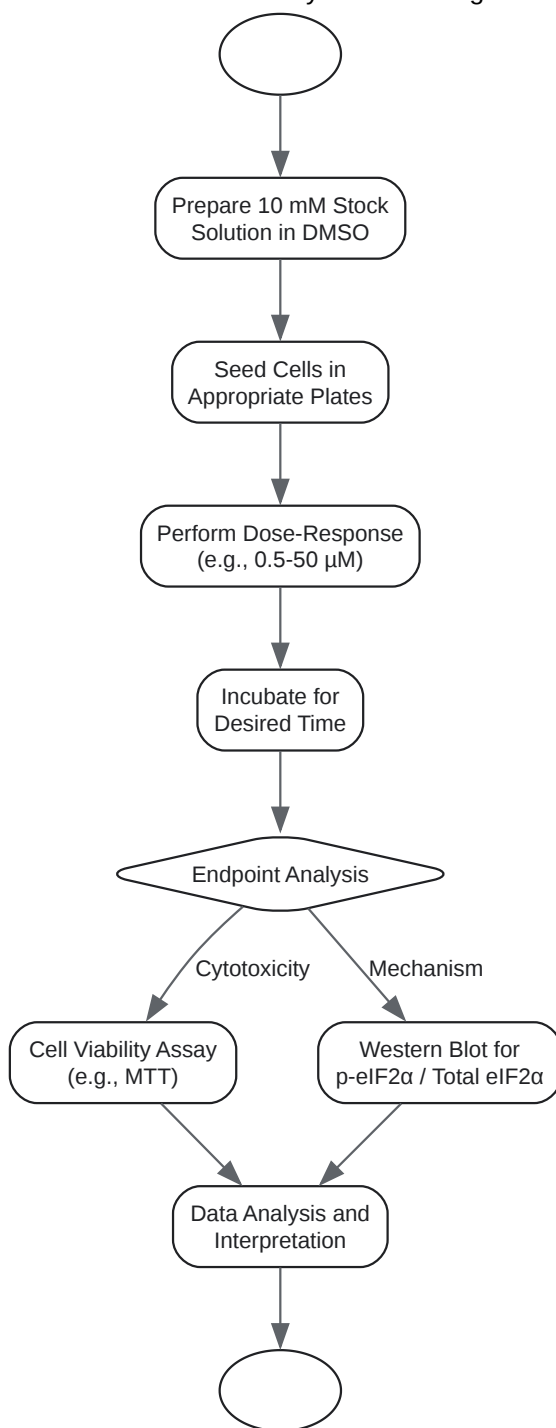 Prepare 10 mM Stock
Solution in DMSO
Seed Cells in
Appropriate Plates
Perform Dose-Response
(e.g., 0.5-50 µM)
Incubate for
Desired Time
Endpoint Analysis
Cytotoxicity
Mechanism
Cell Viability Assay
(e.g., MTT)
Western Blot for
p-eIF2α / Total eIF2α
Data Analysis and
Interpretation